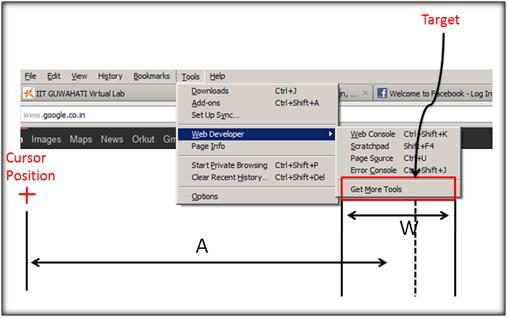 Target
File Edit View History Bookmarks Tools Help
IIT GUWAHATI Virtual Lab
Downloads Ctrl+J
Add-ons Ctrl+Shift+A
Set Up Sync...
Welcome to Facebook - Log In
www.google.co.in
Web Developer
Page Info
Start Private Browsing Ctrl+Shift+P
Clear Recent History... Ctrl+Shift+Del
Options
Images Maps News Orkut
Web Console Ctrl+Shift+K
Scratchpad Shift+F4
Page Source Ctrl+U
Error Console Ctrl+Shift+J
Get More Tools
Cursor
Position
W
A